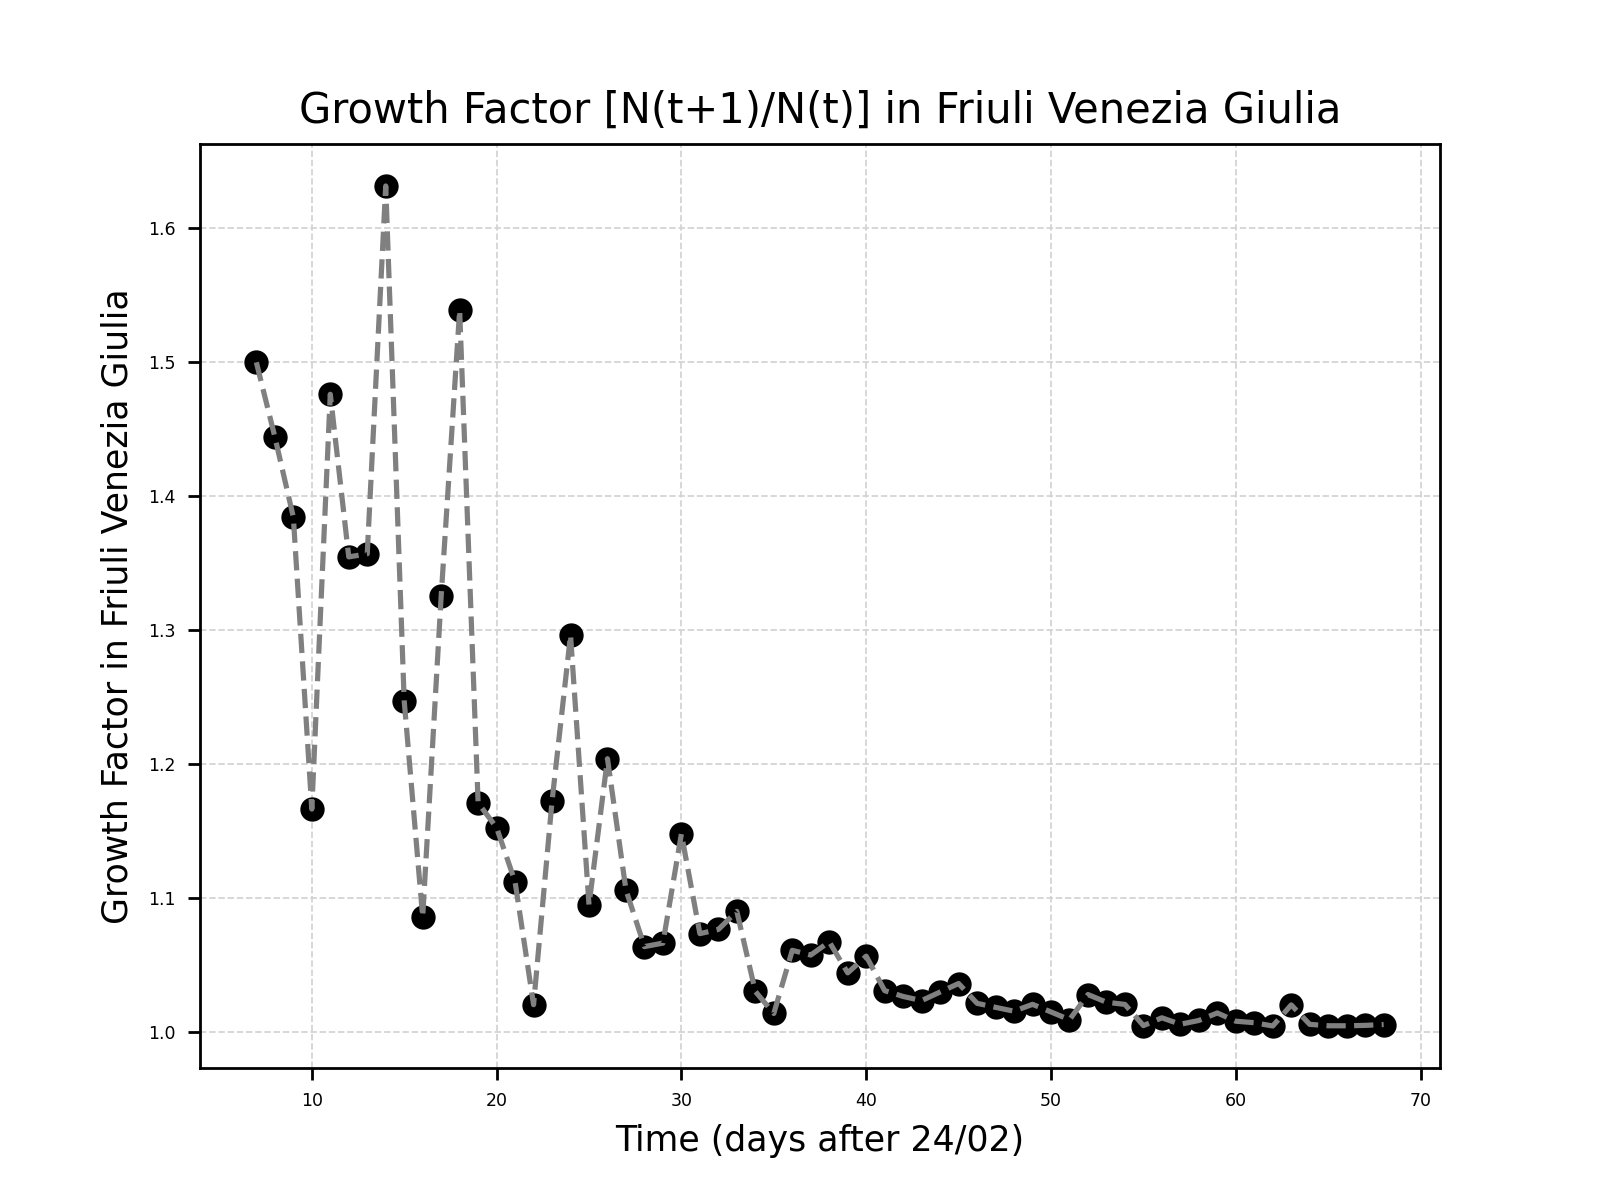 Growth Factor [N(t+1)/N(t)] in Friuli Venezia Giulia
Growth Factor in Friuli Venezia Giulia
1.6
1.5
1.4
1.3
1.2
1.1
1.0
10 20 30 40 50 60 70
Time (days after 24/02)